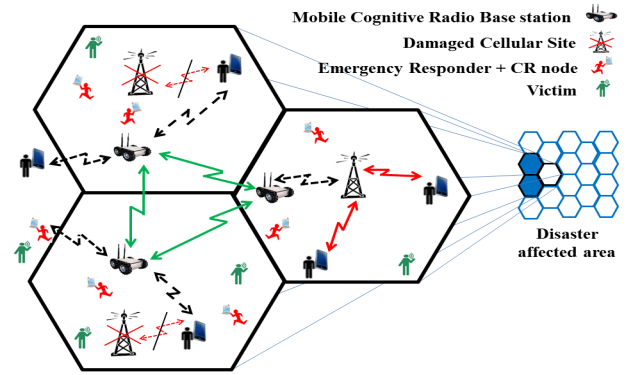 Mobile Cognitive Radio Base station
Damaged Cellular Site
Emergency Responder + CR node
Victim
Disaster
affected area